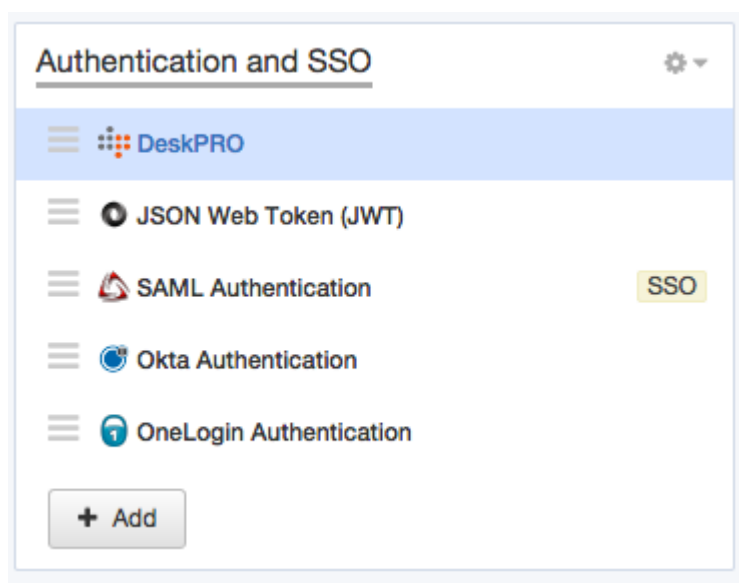 Authentication and SSO
DeskPRO
JSON Web Token (JWT)
SAML Authentication SSO
Okta Authentication
OneLogin Authentication
+ Add